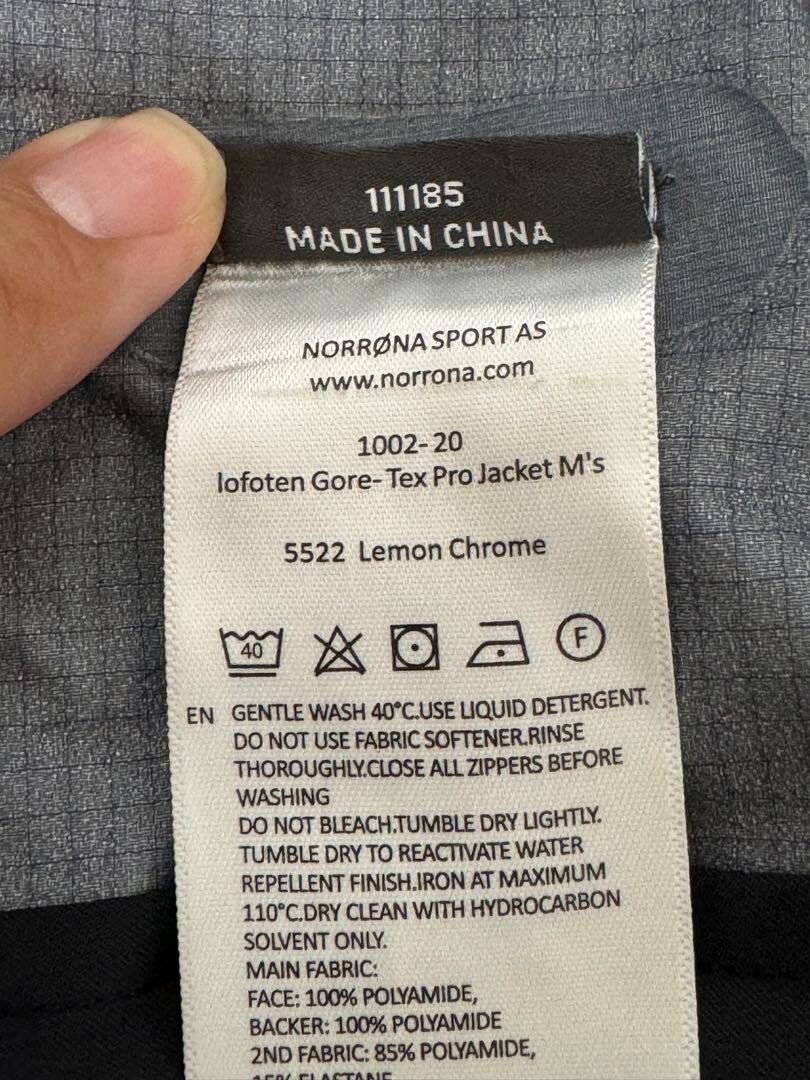 111185
MADE IN CHINA
NORRØNA SPORT AS
www.norrona.com
1002-20
lofoten Gore-Tex Pro Jacket M's
5522 Lemon Chrome
40 F
EN GENTLE WASH 40°C.USE LIQUID DETERGENT.
DO NOT USE FABRIC SOFTENER.RINSE
THOROUGHLY.CLOSE ALL ZIPPERS BEFORE
WASHING
DO NOT BLEACH.TUMBLE DRY LIGHTLY.
TUMBLE DRY TO REACTIVATE WATER
REPELLENT FINISH.IRON AT MAXIMUM
110°C.DRY CLEAN WITH HYDROCARBON
SOLVENT ONLY.
MAIN FABRIC:
FACE: 100% POLYAMIDE,
BACKER: 100% POLYAMIDE
2ND FABRIC: 85% POLYAMIDE,
15% ELASTANE